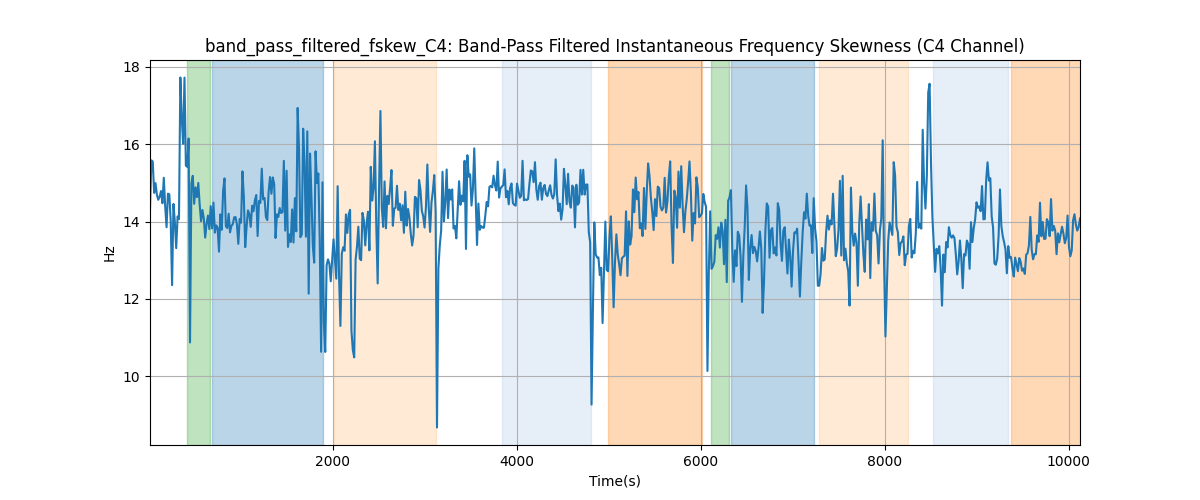 band_pass_filtered_fskew_C4: Band-Pass Filtered Instantaneous Frequency Skewness (C4 Channel)
18
16
14
12
10
Hz
2000 4000 6000 8000 10000
Time(s)